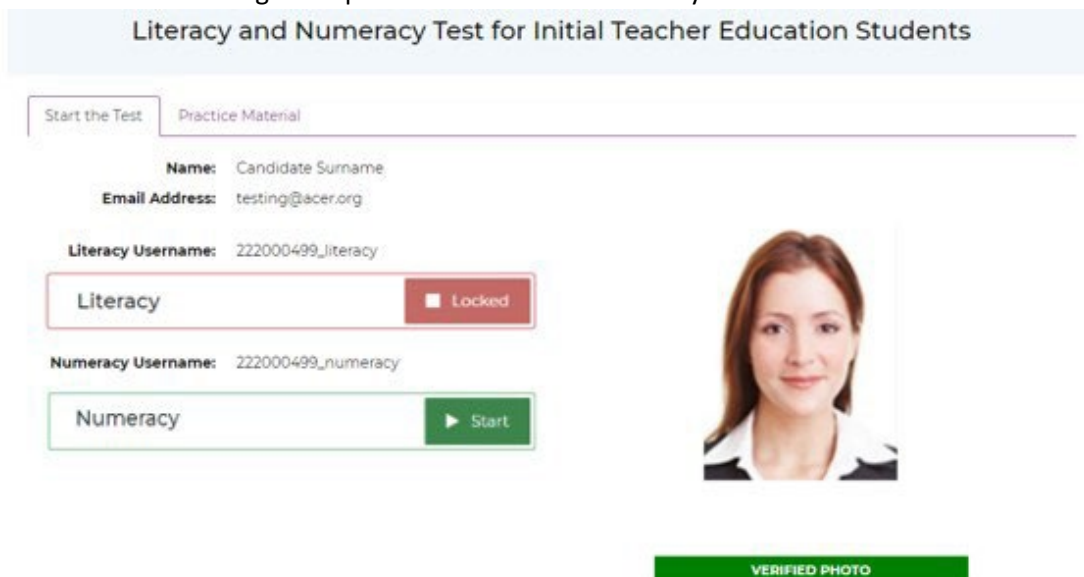 Literacy and Numeracy Test for Initial Teacher Education Students
Start the Test Practice Material
Name: Candidate Surname
Email Address: testing@acer.org
Literacy Username: 222000499_literacy
Literacy Locked
Numeracy Username: 222000499_numeracy
Numeracy Start
VERIFIED PHOTO